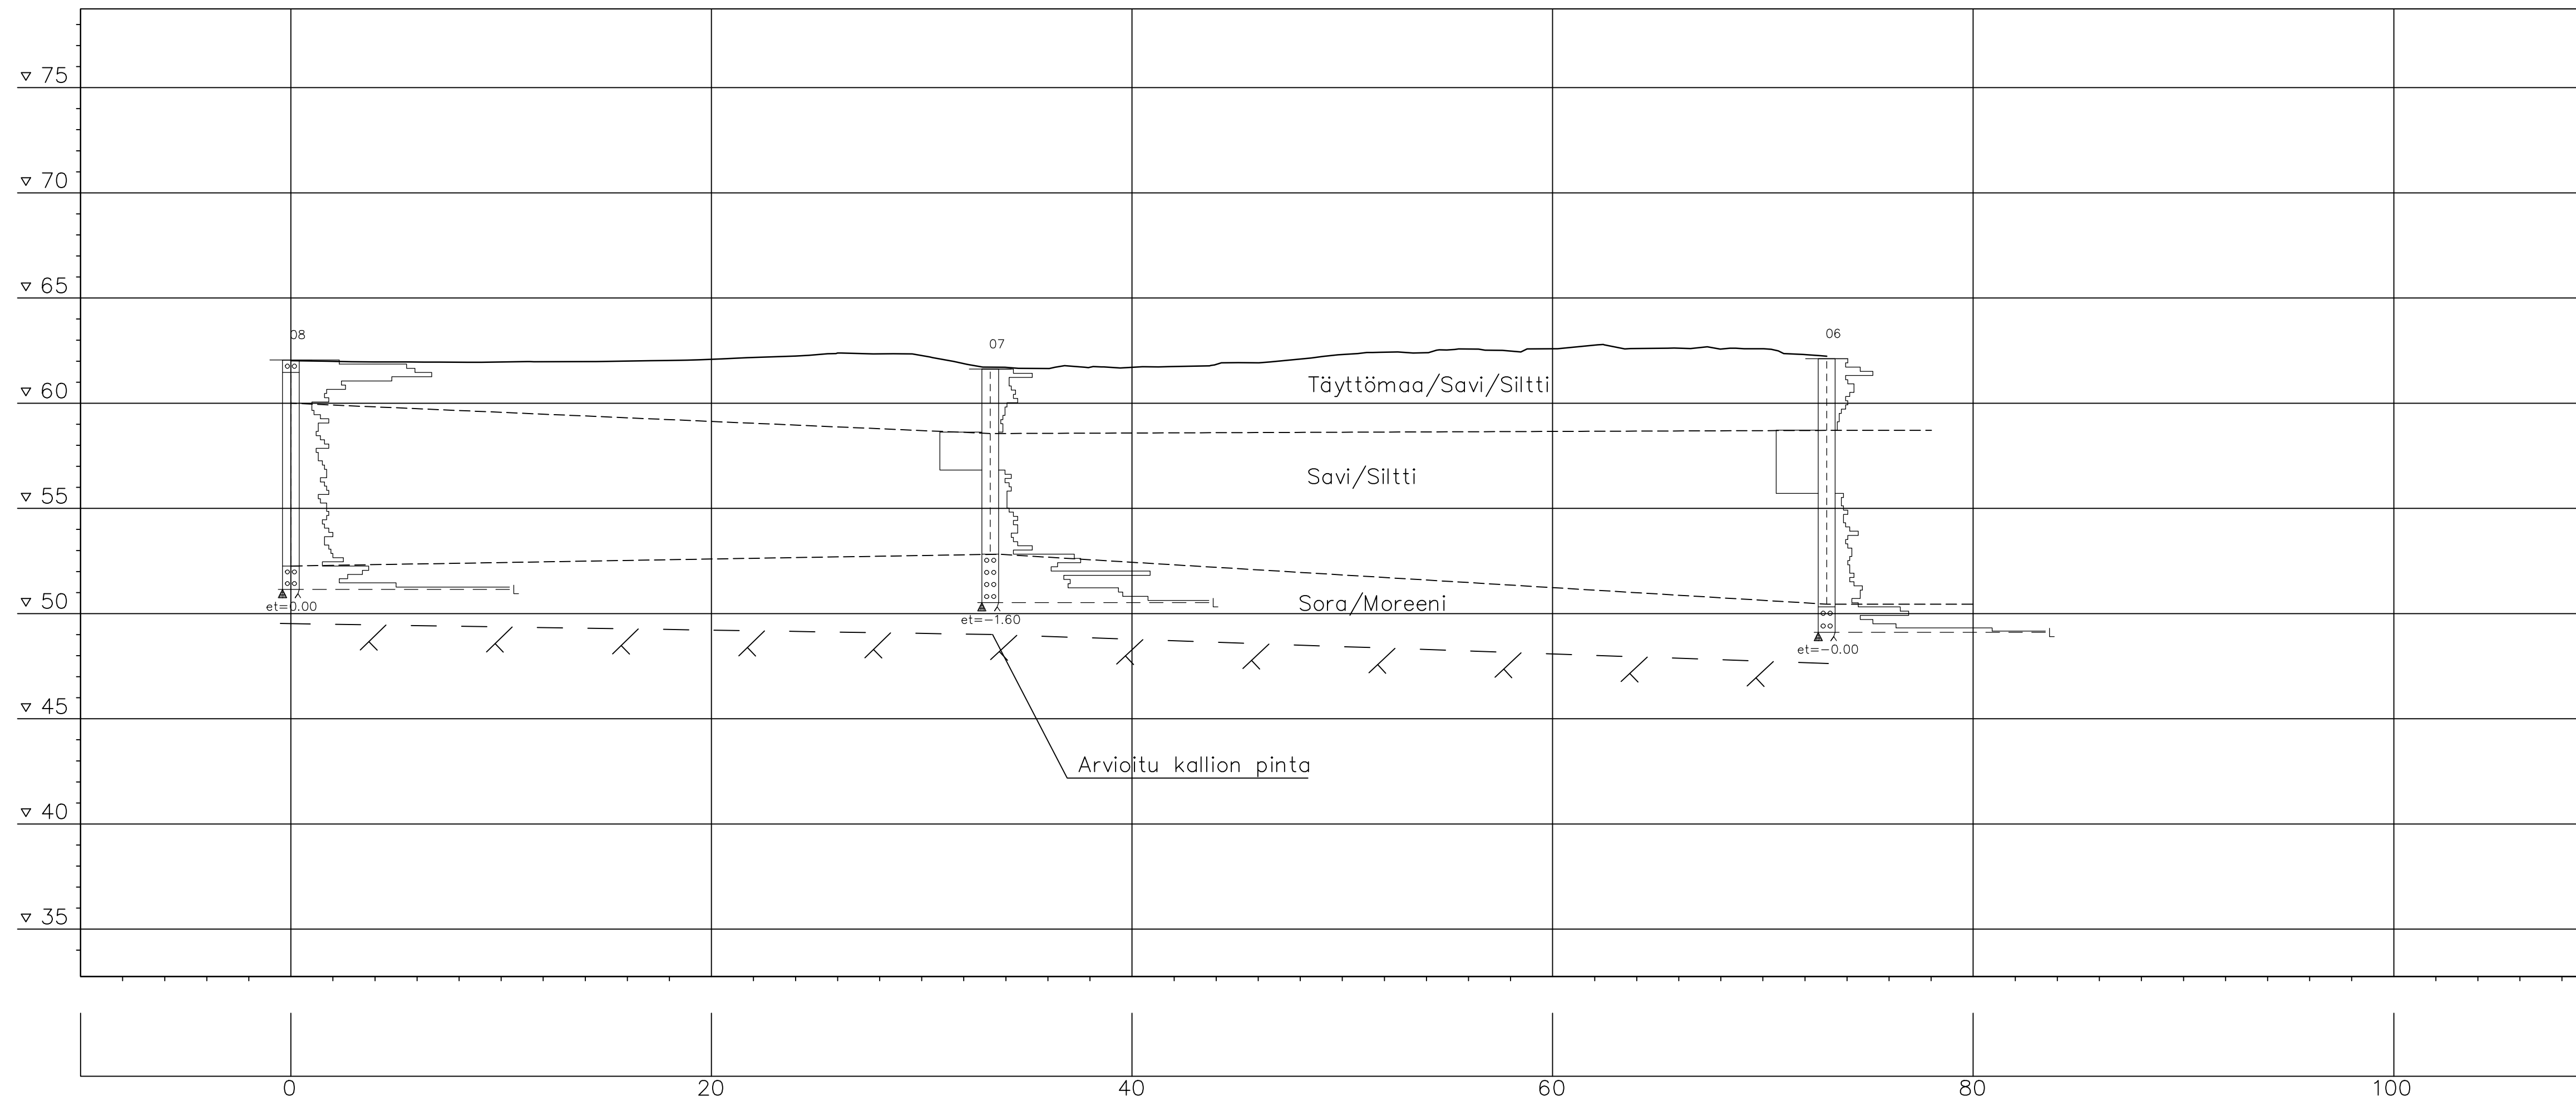 75
70
65
08
07
06
Täyttömaa/Savi/Siltti
60
Savi/Siltti
55
50
et=0.00
Sora/Moreeni
et=-1.60
et=-0.00
45
Arvioitu kallion pinta
40
35
0 20 40 60 80 100